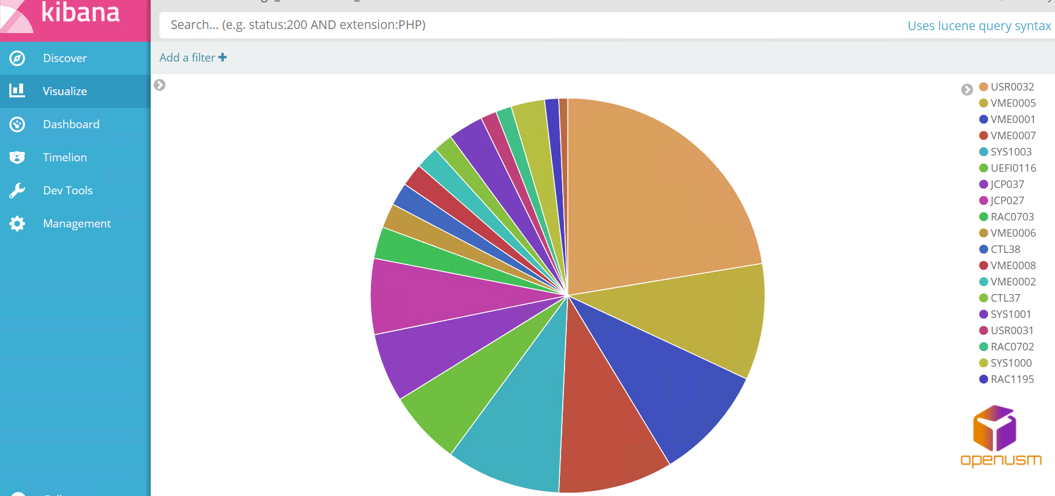 kibana
Search... (e.g. status:200 AND extension:PHP)
Uses lucene query syntax
Add a filter +
Discover
Visualize
Dashboard
Timelion
Dev Tools
Management
USR0032
VME0005
VME0001
VME0007
SYS1003
UEFI0116
JCP037
JCP027
RAC0703
VME0006
CTL38
VME0008
VME0002
CTL37
SYS1001
USR0031
RAC0702
SYS1000
RAC1195
openusm